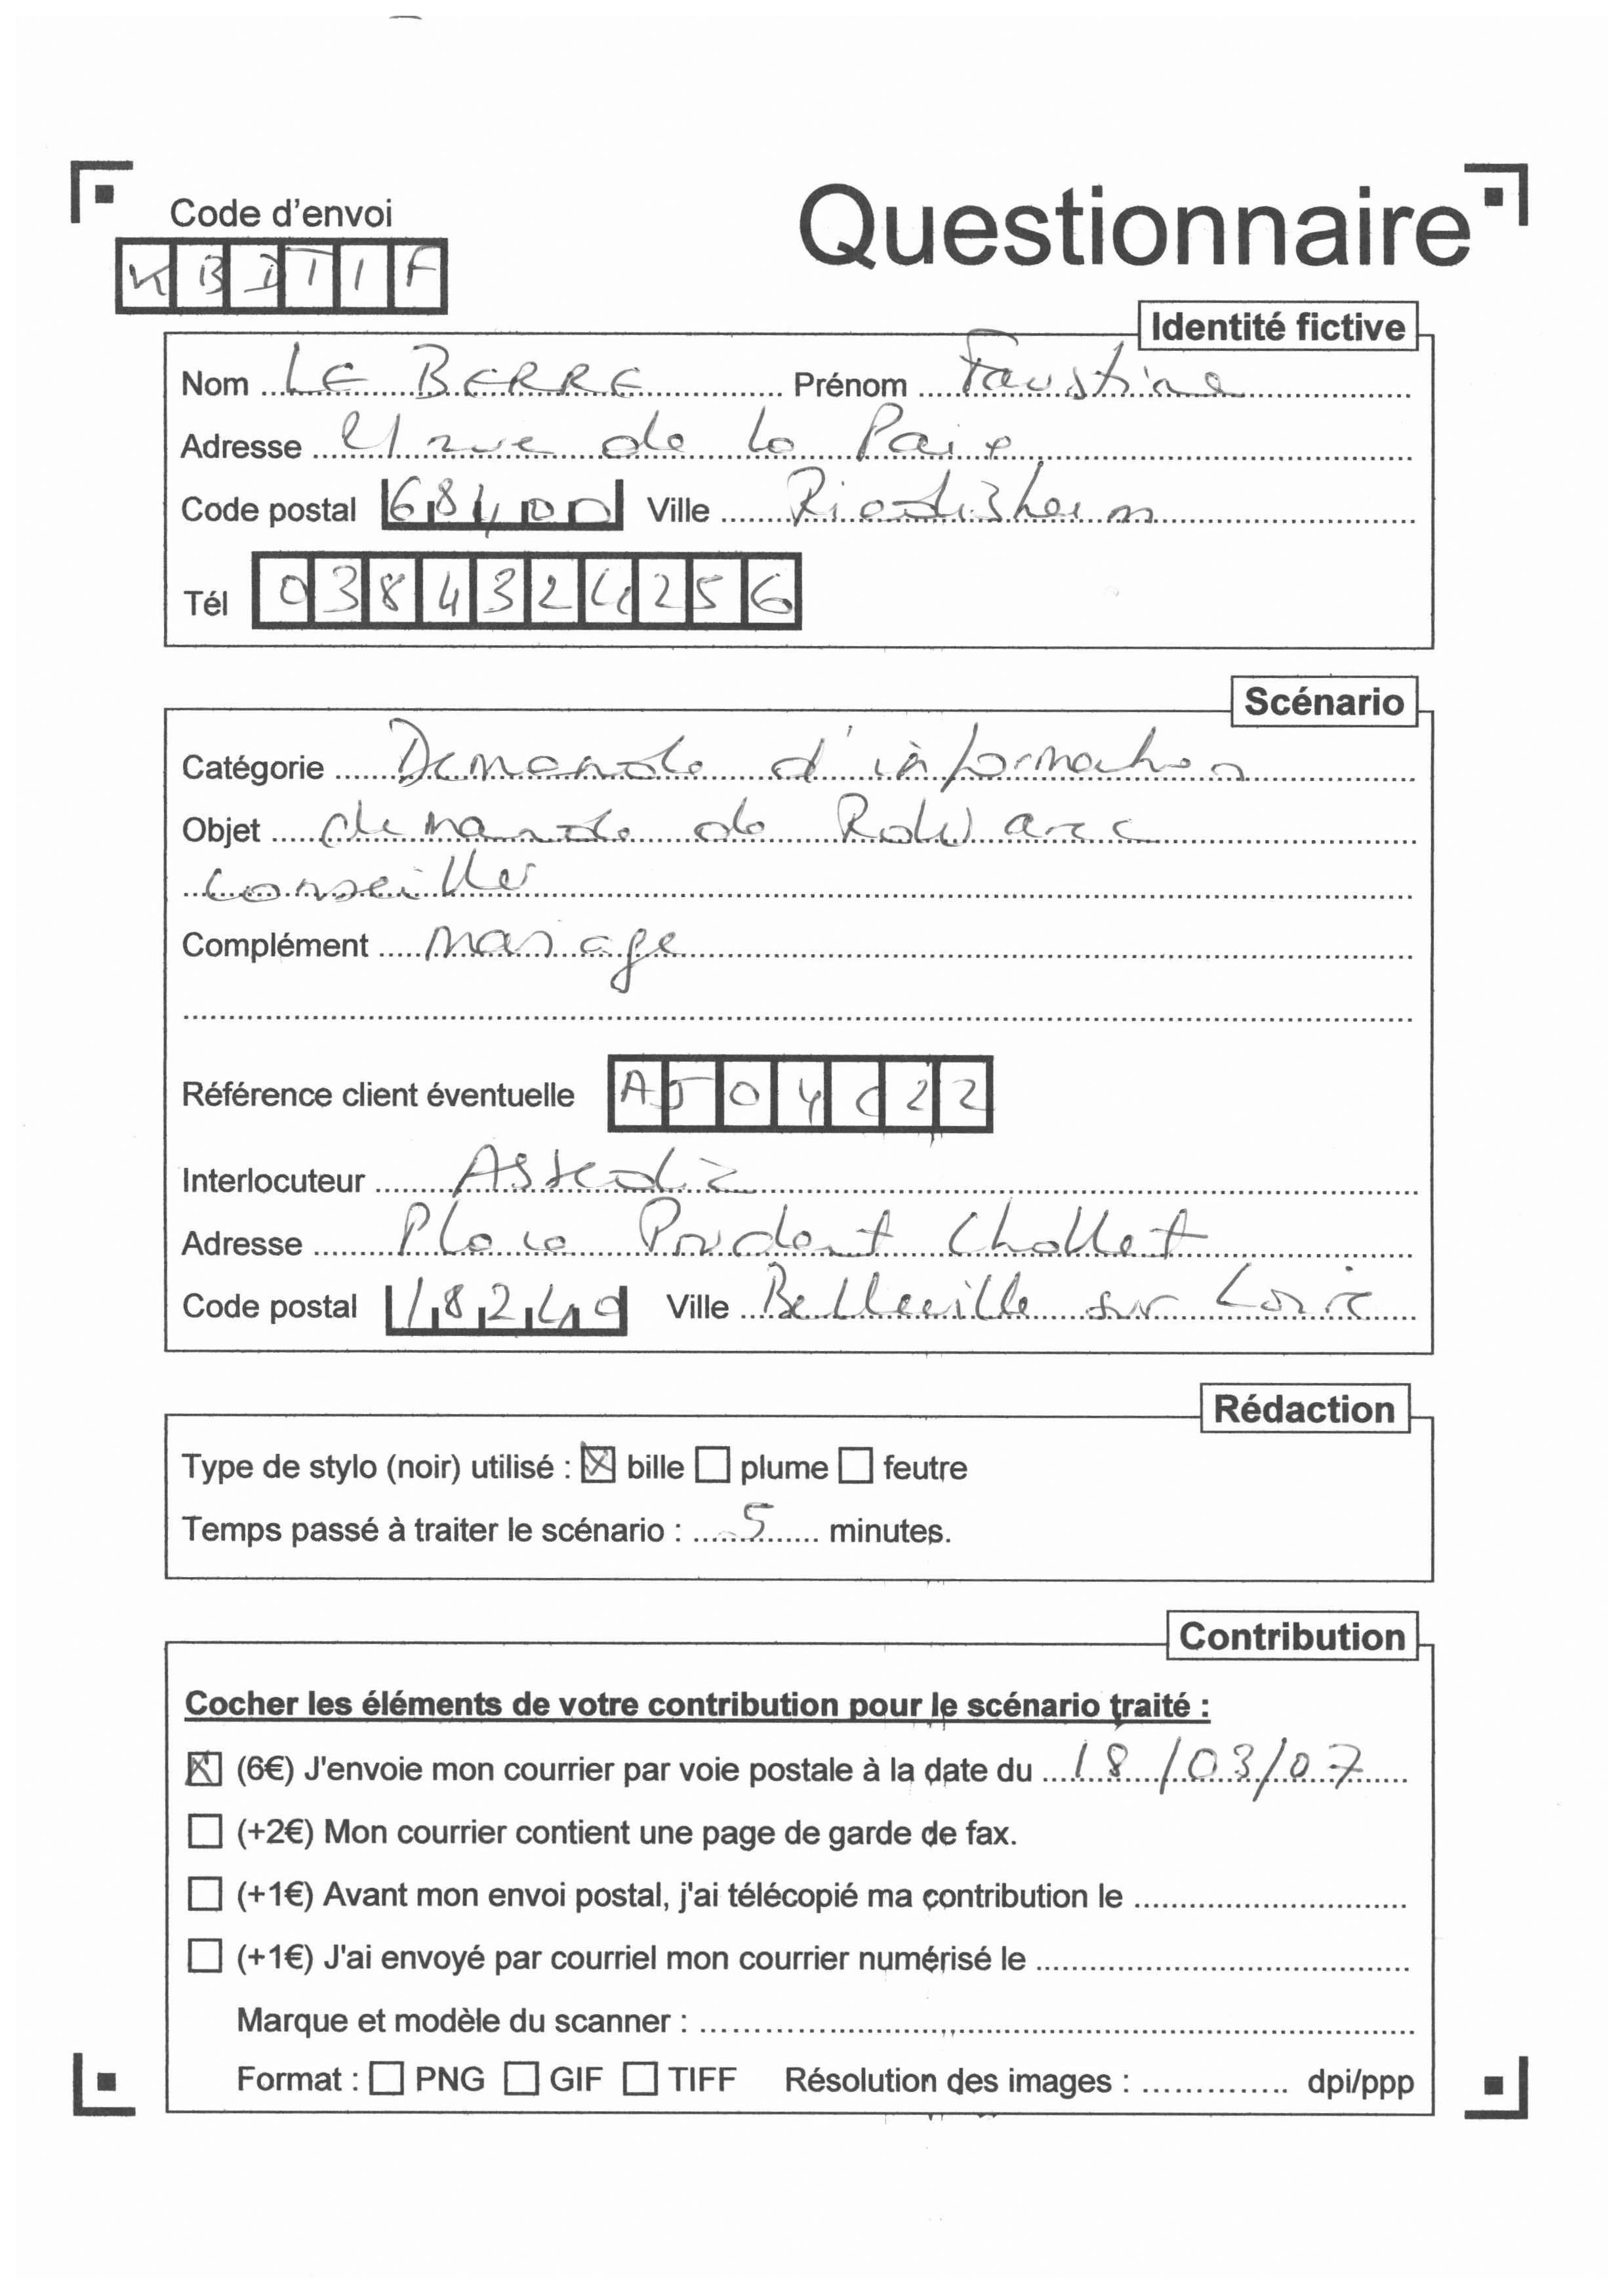 Code d'envoi
Questionnaire
K B D T I F
Identité fictive
Nom LE BERRE Prénom Faustine
Adresse 21 rue de la Paix
Code postal 68400 Ville Riedisheim
Tél 0384324256
Scénario
Catégorie Demande d'information
Objet demande de Rdv avec
conseiller
Complément mariage
Référence client éventuelle
Interlocuteur Assedic
Adresse Place Prudent Chollet
Code postal 18240 Ville Belleville sur Loire
Rédaction
Type de stylo (noir) utilisé : bille plume feutre
Temps passé à traiter le scénario : 5 minutes.
Contribution
Cocher les éléments de votre contribution pour le scénario traité :
(6€) J'envoie mon courrier par voie postale à la date du 18/03/07
(+2€) Mon courrier contient une page de garde de fax.
(+1€) Avant mon envoi postal, j'ai télécopié ma contribution le
(+1€) J'ai envoyé par courriel mon courrier numérisé le
Marque et modèle du scanner :
Format : PNG GIF TIFF Résolution des images : dpi/ppp